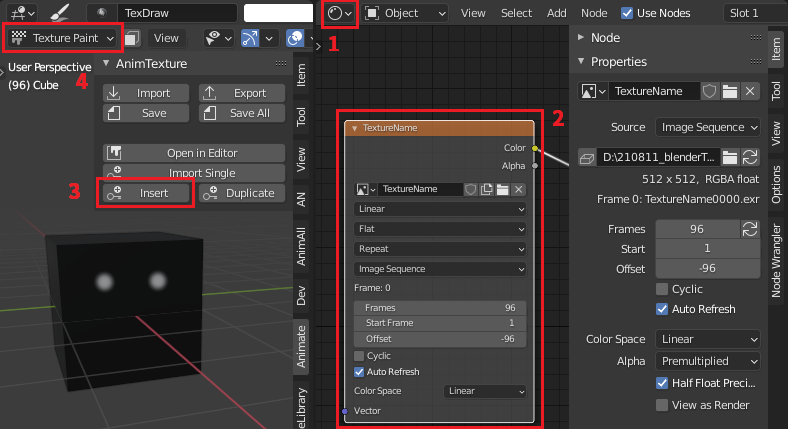 TexDraw
Texture Paint
View
User Perspective
(96) Cube
4
AnimTexture
Import
Export
Save
Save All
Open in Editor
Import Single
3
Insert
Duplicate
Item
Tool
View
AN
AnimAll
Dev
Animate
eLibrary
Object
View
Select
Add
Node
Use Nodes
Slot 1
1
2
TextureName
Color
Alpha
TextureName
Linear
Flat
Repeat
Image Sequence
Frame: 0
Frames 96
Start Frame 1
Offset -96
Cyclic
Auto Refresh
Color Space Linear
Vector
Node
Properties
TextureName
Source Image Sequence
D:\210811_blenderT...
512 x 512, RGBA float
Frame 0: TextureName0000.exr
Frames 96
Start 1
Offset -96
Cyclic
Auto Refresh
Color Space Linear
Alpha Premultiplied
Half Float Preci...
View as Render
Item
Tool
View
Options
Node Wrangler